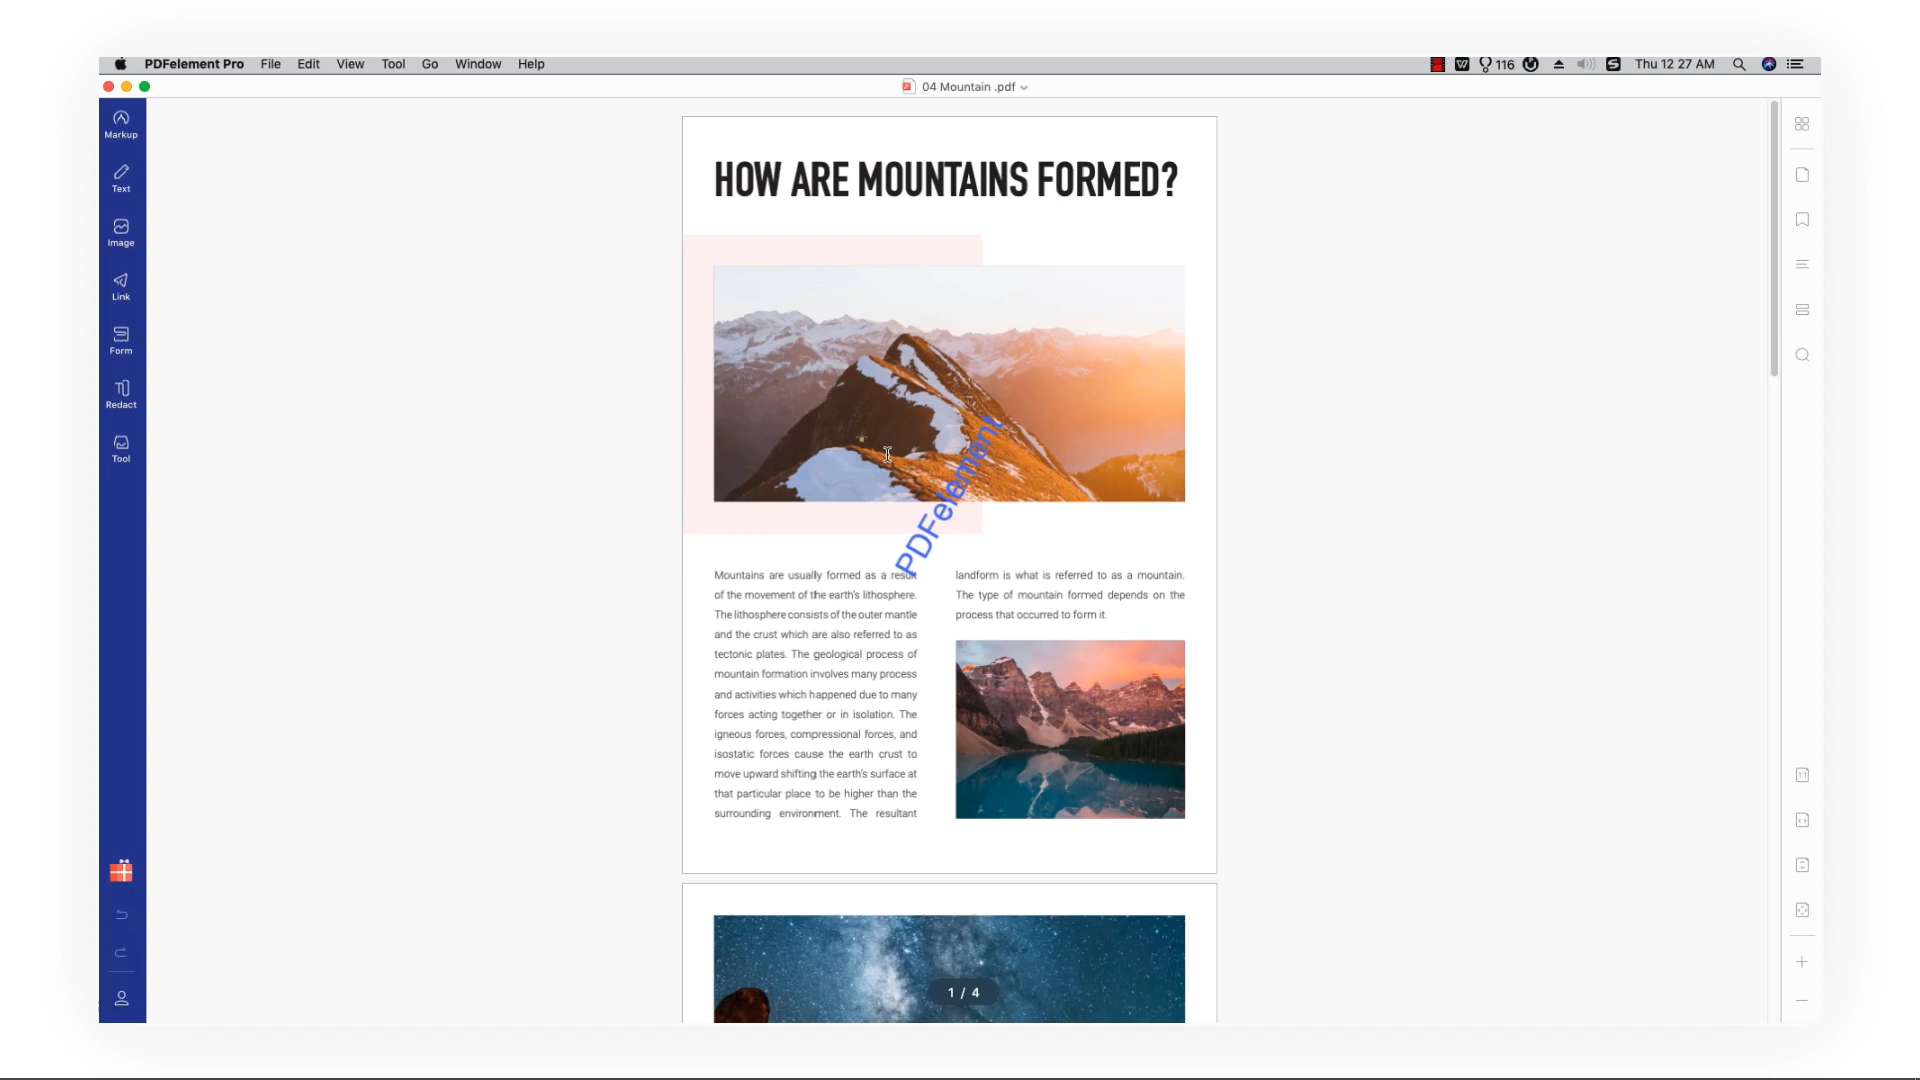 PDFelement Pro File Edit View Tool Go Window Help
116 Thu 12 27 AM
04 Mountain .pdf
Markup
Text
Image
Link
Form
Redact
Tool
HOW ARE MOUNTAINS FORMED?
PDFelement
Mountains are usually formed as a result
of the movement of the earth's lithosphere.
The lithosphere consists of the outer mantle
and the crust which are also referred to as
tectonic plates. The geological process of
mountain formation involves many process
and activities which happened due to many
forces acting together or in isolation. The
igneous forces, compressional forces, and
isostatic forces cause the earth crust to
move upward shifting the earth's surface at
that particular place to be higher than the
surrounding environment. The resultant
landform is what is referred to as a mountain.
The type of mountain formed depends on the
process that occurred to form it.
1 / 4